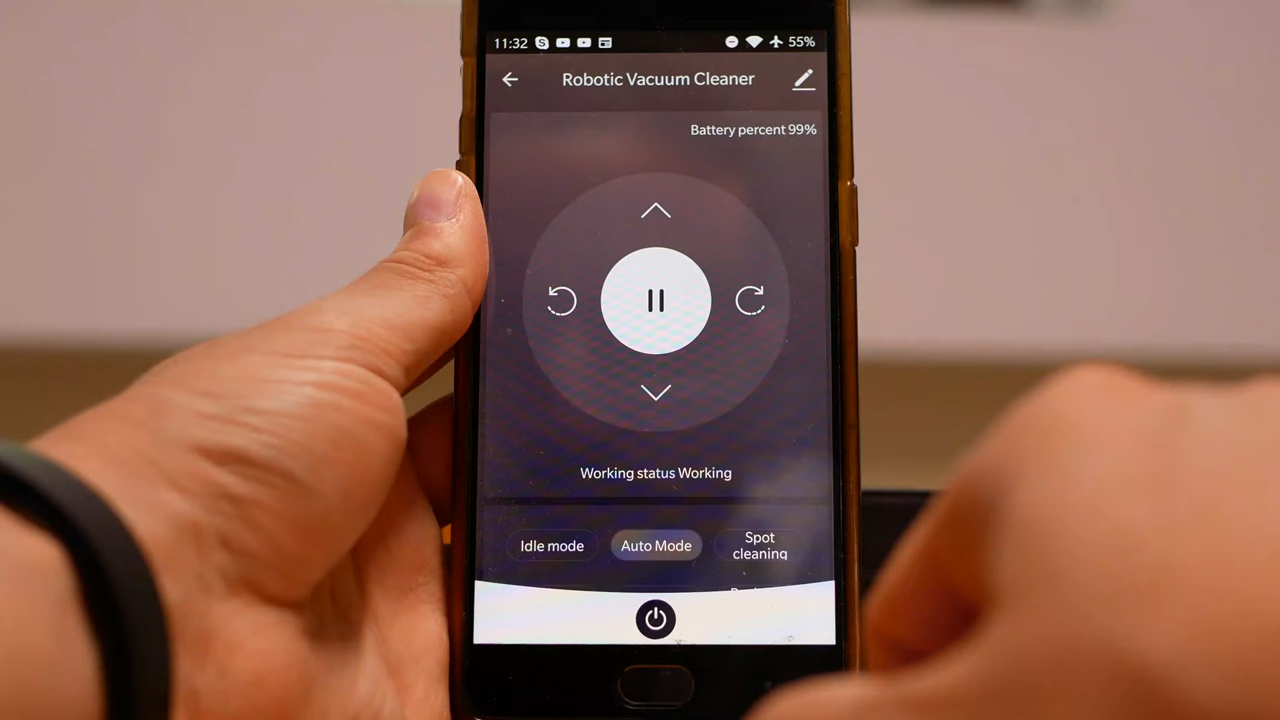 11:32 55%
Robotic Vacuum Cleaner
Battery percent 99%
Working status Working
Idle mode
Auto Mode
Spot
cleaning